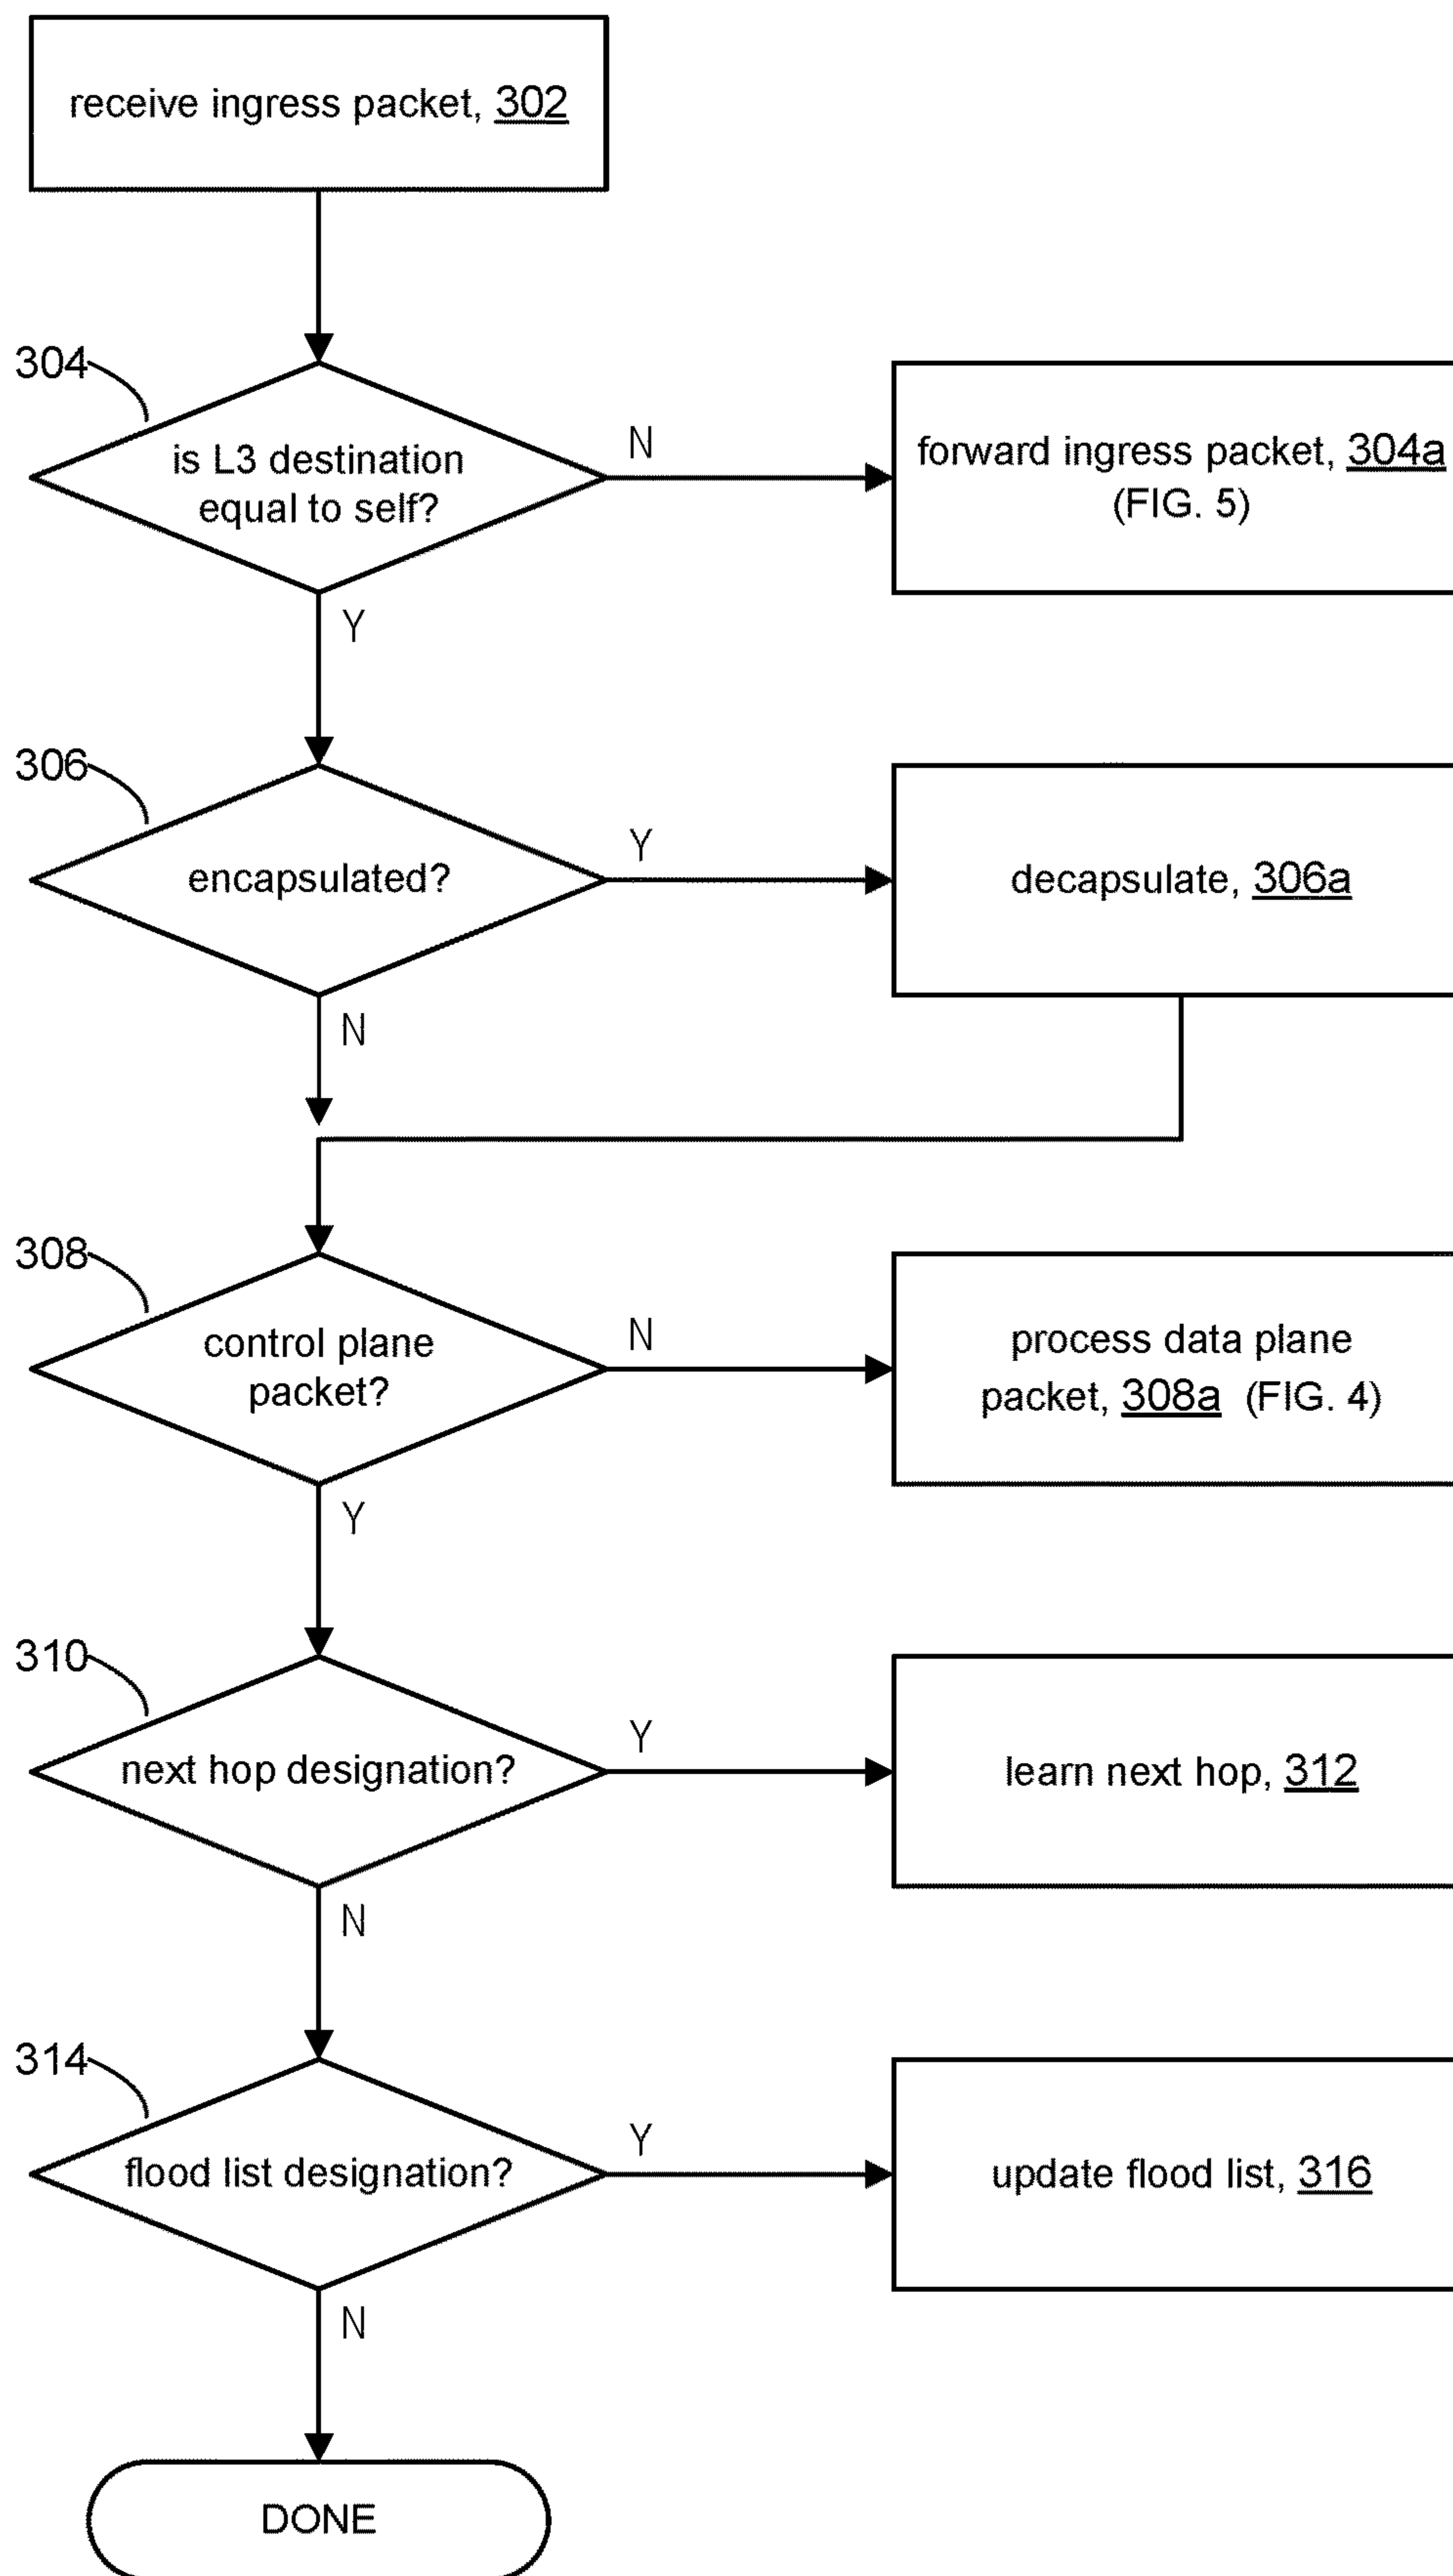 receive ingress packet, 302
304
is L3 destination
equal to self?
N
forward ingress packet, 304a
(FIG. 5)
Y
306
encapsulated?
Y
decapsulate, 306a
N
308
control plane
packet?
N
process data plane
packet, 308a (FIG. 4)
Y
310
next hop designation?
Y
learn next hop, 312
N
314
flood list designation?
Y
update flood list, 316
N
DONE